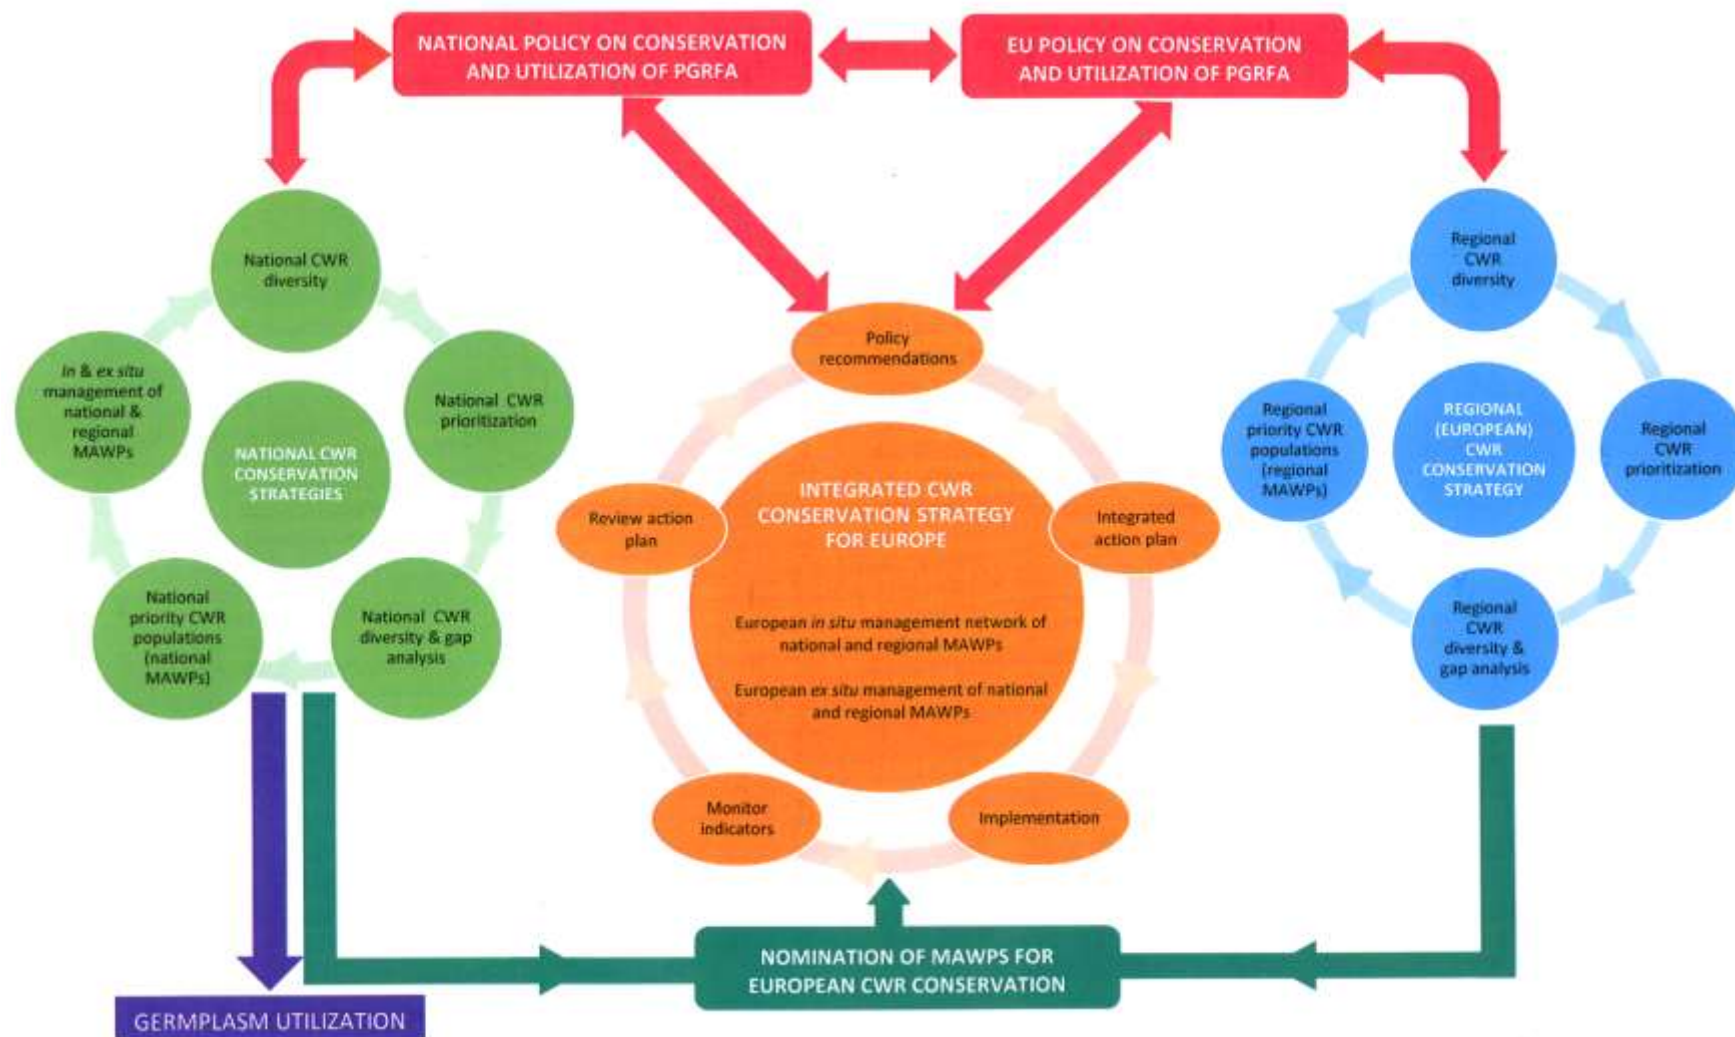 NATIONAL POLICY ON CONSERVATION
AND UTILIZATION OF PGRFA
EU POLICY ON CONSERVATION
AND UTILIZATION OF PGRFA
National CWR
diversity
National CWR
prioritization
National CWR
diversity & gap
analysis
National
priority CWR
populations
(national
MAWPs)
In & ex situ
management of
national &
regional
MAWPs
NATIONAL CWR
CONSERVATION
STRATEGIES
Policy
recommendations
Integrated
action plan
Implementation
Monitor
indicators
Review action
plan
INTEGRATED CWR
CONSERVATION STRATEGY
FOR EUROPE
European in situ management network of
national and regional MAWPs
European ex situ management of national
and regional MAWPs
Regional
CWR
diversity
Regional
CWR
prioritization
Regional
CWR
diversity &
gap analysis
Regional
priority CWR
populations
(regional
MAWPs)
REGIONAL
(EUROPEAN)
CWR
CONSERVATION
STRATEGY
NOMINATION OF MAWPS FOR
EUROPEAN CWR CONSERVATION
GERMPLASM UTILIZATION